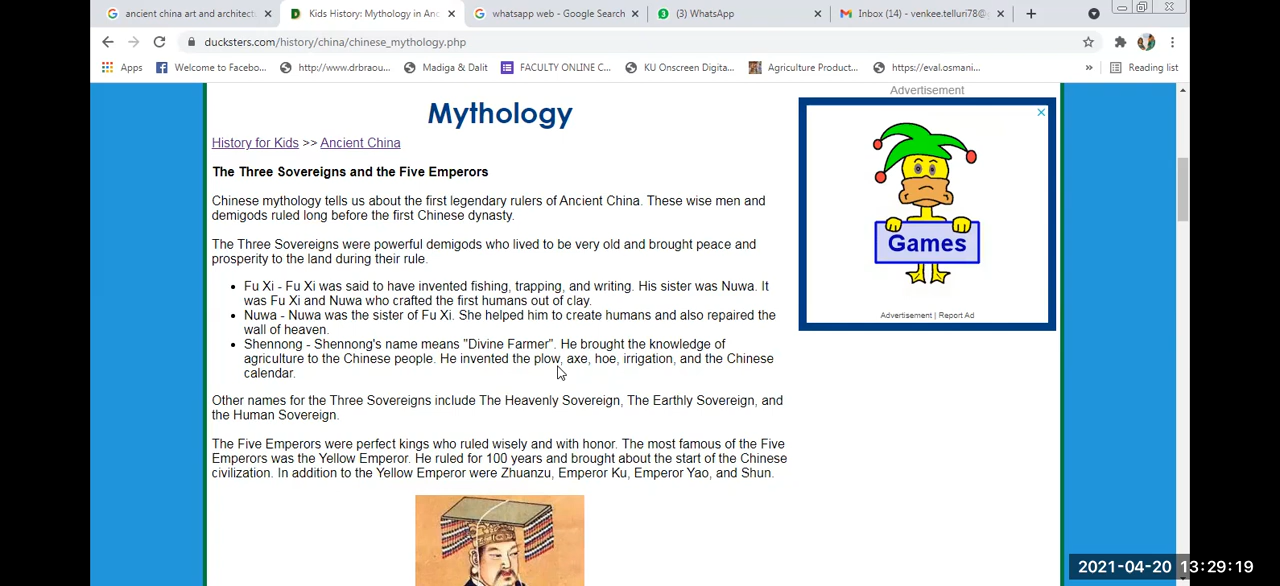 ancient china art and architect
Kids History: Mythology in Anc
whatsapp web - Google Search
(3) WhatsApp
Inbox (14) - venkee.telluri78@
ducksters.com/history/china/chinese_mythology.php
Apps
Welcome to Facebo...
http://www.drbraou...
Madiga & Dalit
FACULTY ONLINE C...
KU Onscreen Digita...
Agriculture Product...
https://eval.osmani...
»
Reading list
Advertisement
Mythology
History for Kids >> Ancient China
The Three Sovereigns and the Five Emperors
Chinese mythology tells us about the first legendary rulers of Ancient China. These wise men and
demigods ruled long before the first Chinese dynasty.
The Three Sovereigns were powerful demigods who lived to be very old and brought peace and
prosperity to the land during their rule.
• Fu Xi - Fu Xi was said to have invented fishing, trapping, and writing. His sister was Nuwa. It
was Fu Xi and Nuwa who crafted the first humans out of clay.
• Nuwa - Nuwa was the sister of Fu Xi. She helped him to create humans and also repaired the
wall of heaven.
• Shennong - Shennong's name means "Divine Farmer". He brought the knowledge of
agriculture to the Chinese people. He invented the plow, axe, hoe, irrigation, and the Chinese
calendar.
Other names for the Three Sovereigns include The Heavenly Sovereign, The Earthly Sovereign, and
the Human Sovereign.
The Five Emperors were perfect kings who ruled wisely and with honor. The most famous of the Five
Emperors was the Yellow Emperor. He ruled for 100 years and brought about the start of the Chinese
civilization. In addition to the Yellow Emperor were Zhuanzu, Emperor Ku, Emperor Yao, and Shun.
Games
Advertisement | Report Ad
2021-04-20 13:29:19